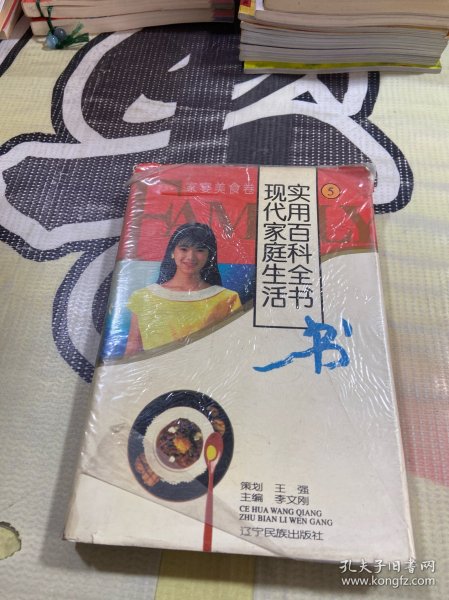 家宴美食卷
5
FAMILY
现代家庭生活
实用百科全书
书
策划 王强
主编 李文刚
CE HUA WANG QIANG
ZHU BIAN LI WEN GANG
辽宁民族出版社
孔夫子旧书网
www.kongfz.com